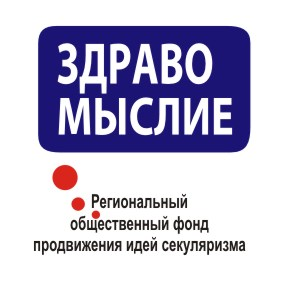 ЗДРАВО
МЫСЛИЕ
Региональный
общественный фонд
продвижения идей секуляризма